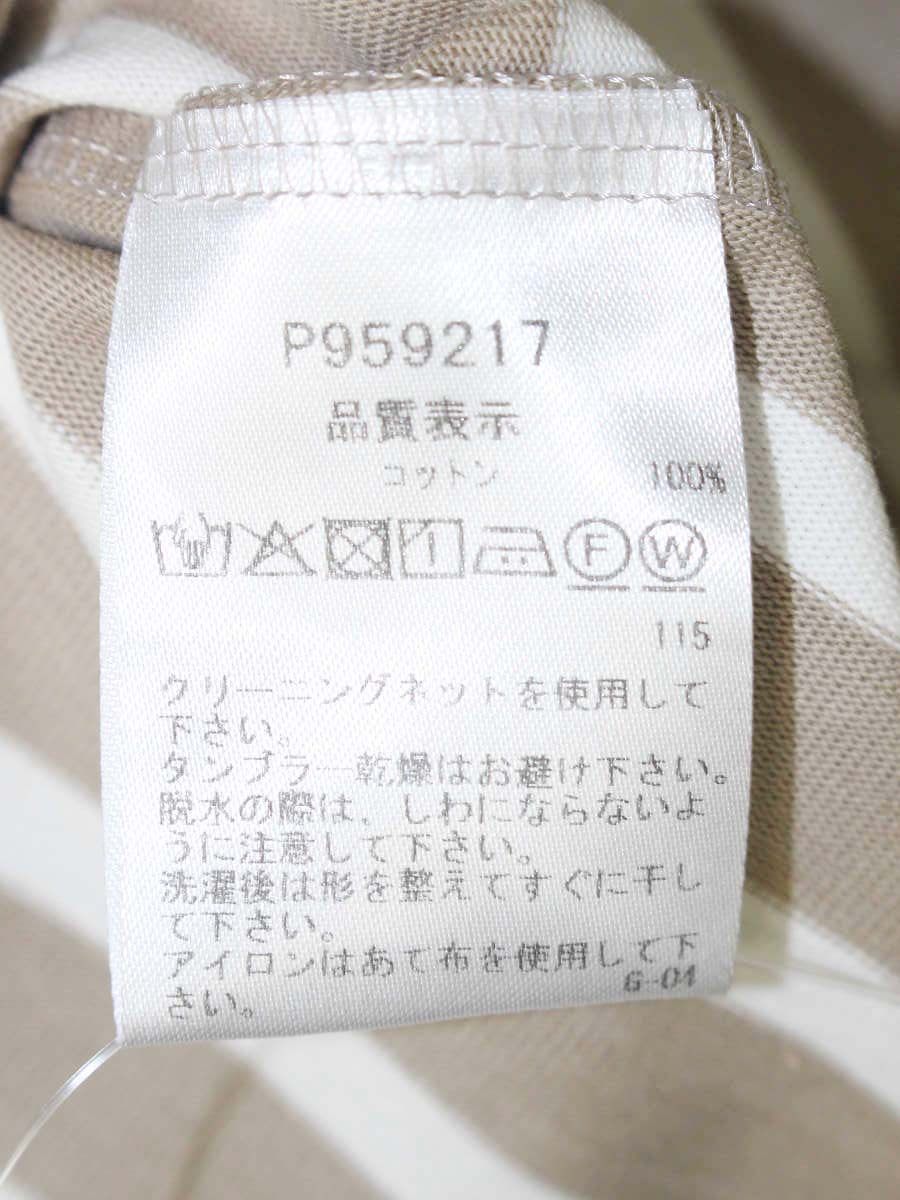 P959217
品質表示
コットン 100%
F W
115
クリーニングネットを使用して
下さい。
タンブラー乾燥はお避け下さい。
脱水の際は、しわにならないよ
うに注意して下さい。
洗濯後は形を整えてすぐに干し
て下さい。
アイロンはあて布を使用して下
さい。
G-04